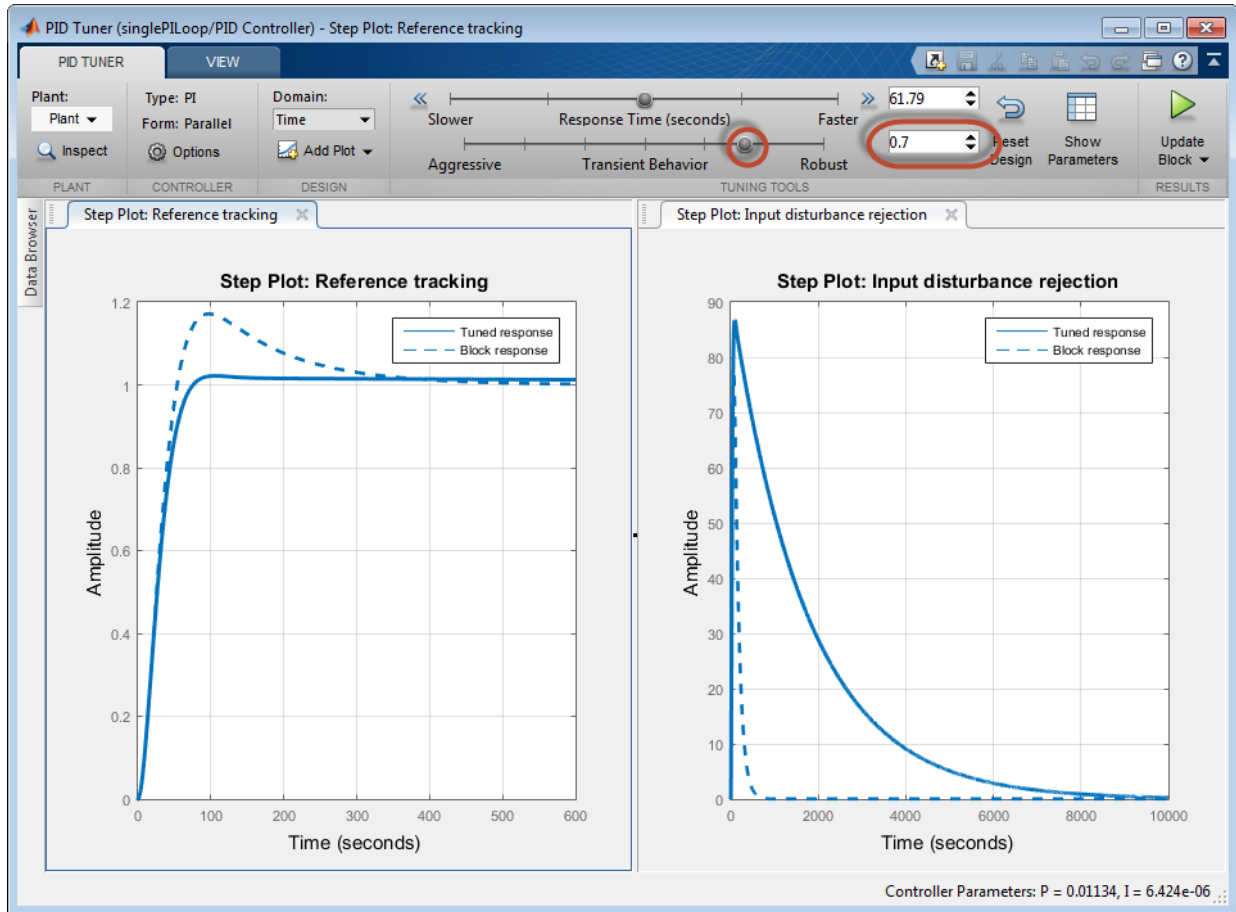 PID Tuner (singlePILoop/PID Controller) - Step Plot: Reference tracking
PID TUNER
VIEW
Plant:
Plant
Inspect
PLANT
Type: PI
Form: Parallel
Options
CONTROLLER
Domain:
Time
Add Plot
DESIGN
Slower
Response Time (seconds)
Faster
61.79
Aggressive
Transient Behavior
Robust
0.7
TUNING TOOLS
Reset
Design
Show
Parameters
Update
Block
RESULTS
Data Browser
Step Plot: Reference tracking
Step Plot: Input disturbance rejection
Step Plot: Reference tracking
Tuned response
Block response
Amplitude
1.2
1
0.8
0.6
0.4
0.2
0
0 100 200 300 400 500 600
Time (seconds)
Step Plot: Input disturbance rejection
Tuned response
Block response
Amplitude
90
80
70
60
50
40
30
20
10
0
0 2000 4000 6000 8000 10000
Time (seconds)
Controller Parameters: P = 0.01134, I = 6.424e-06